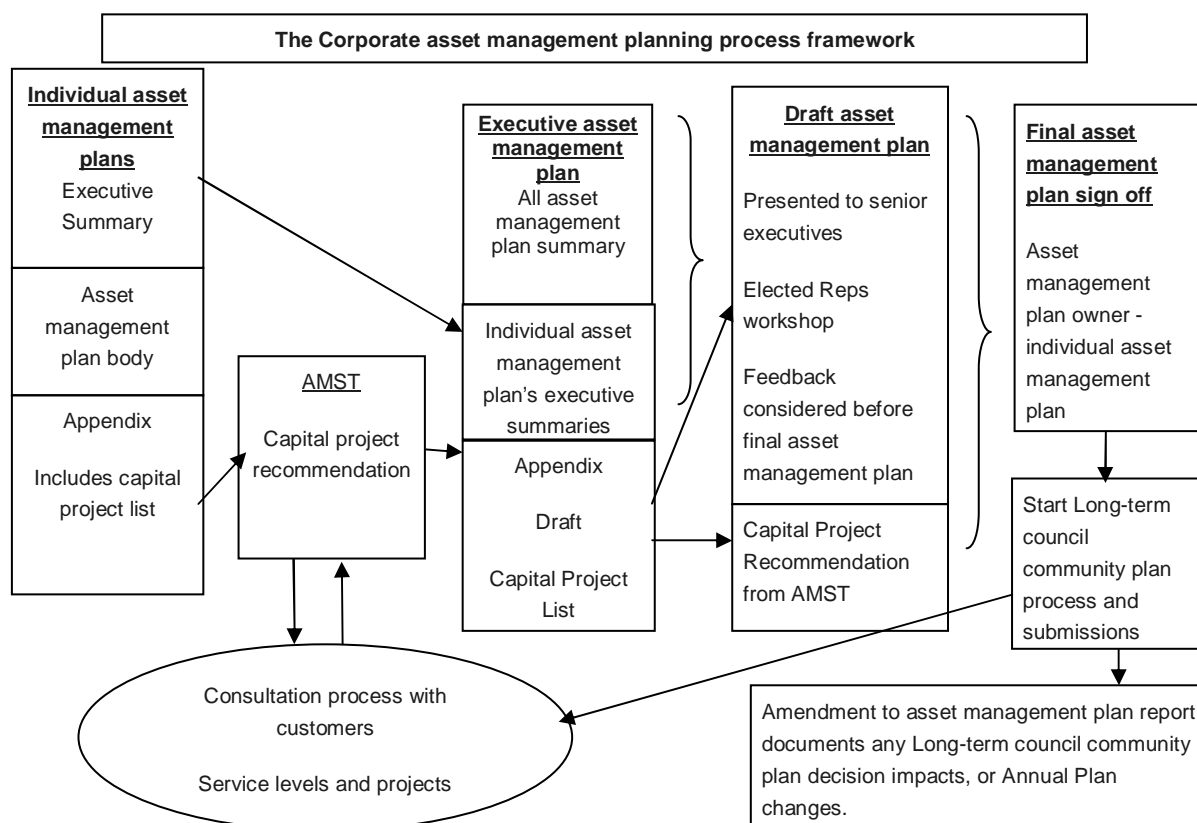 The Corporate asset management planning process framework
Individual asset
management
plans
Executive
Summary
Asset
management
plan body
Appendix
Includes capital
project list
AMST
Capital project
recommendation
Executive asset
management
plan
All asset
management
plan summary
Individual asset
management
plan’s executive
summaries
Appendix
Draft
Capital Project
List
Draft asset
management plan
Presented to senior
executives
Elected Reps
workshop
Feedback
considered before
final asset
management plan
Capital Project
Recommendation
from AMST
Final asset
management
plan sign off
Asset
management
plan owner -
individual asset
management
plan
Start Long-term
council
community plan
process and
submissions
Consultation process with
customers
Service levels and projects
Amendment to asset management plan report
documents any Long-term council community
plan decision impacts, or Annual Plan
changes.